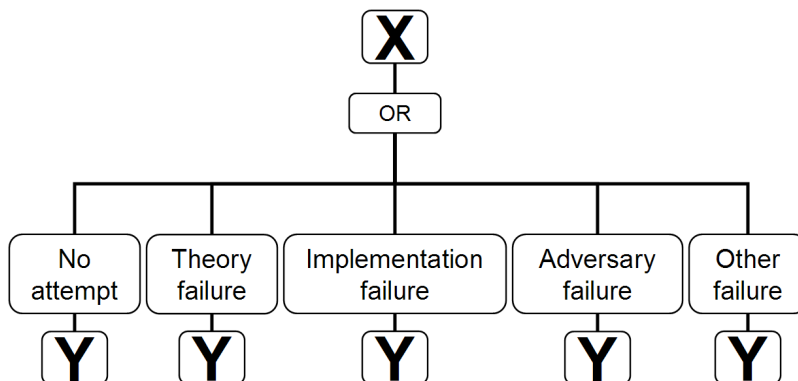 X
OR
No
attempt
Theory
failure
Implementation
failure
Adversary
failure
Other
failure
Y
Y
Y
Y
Y